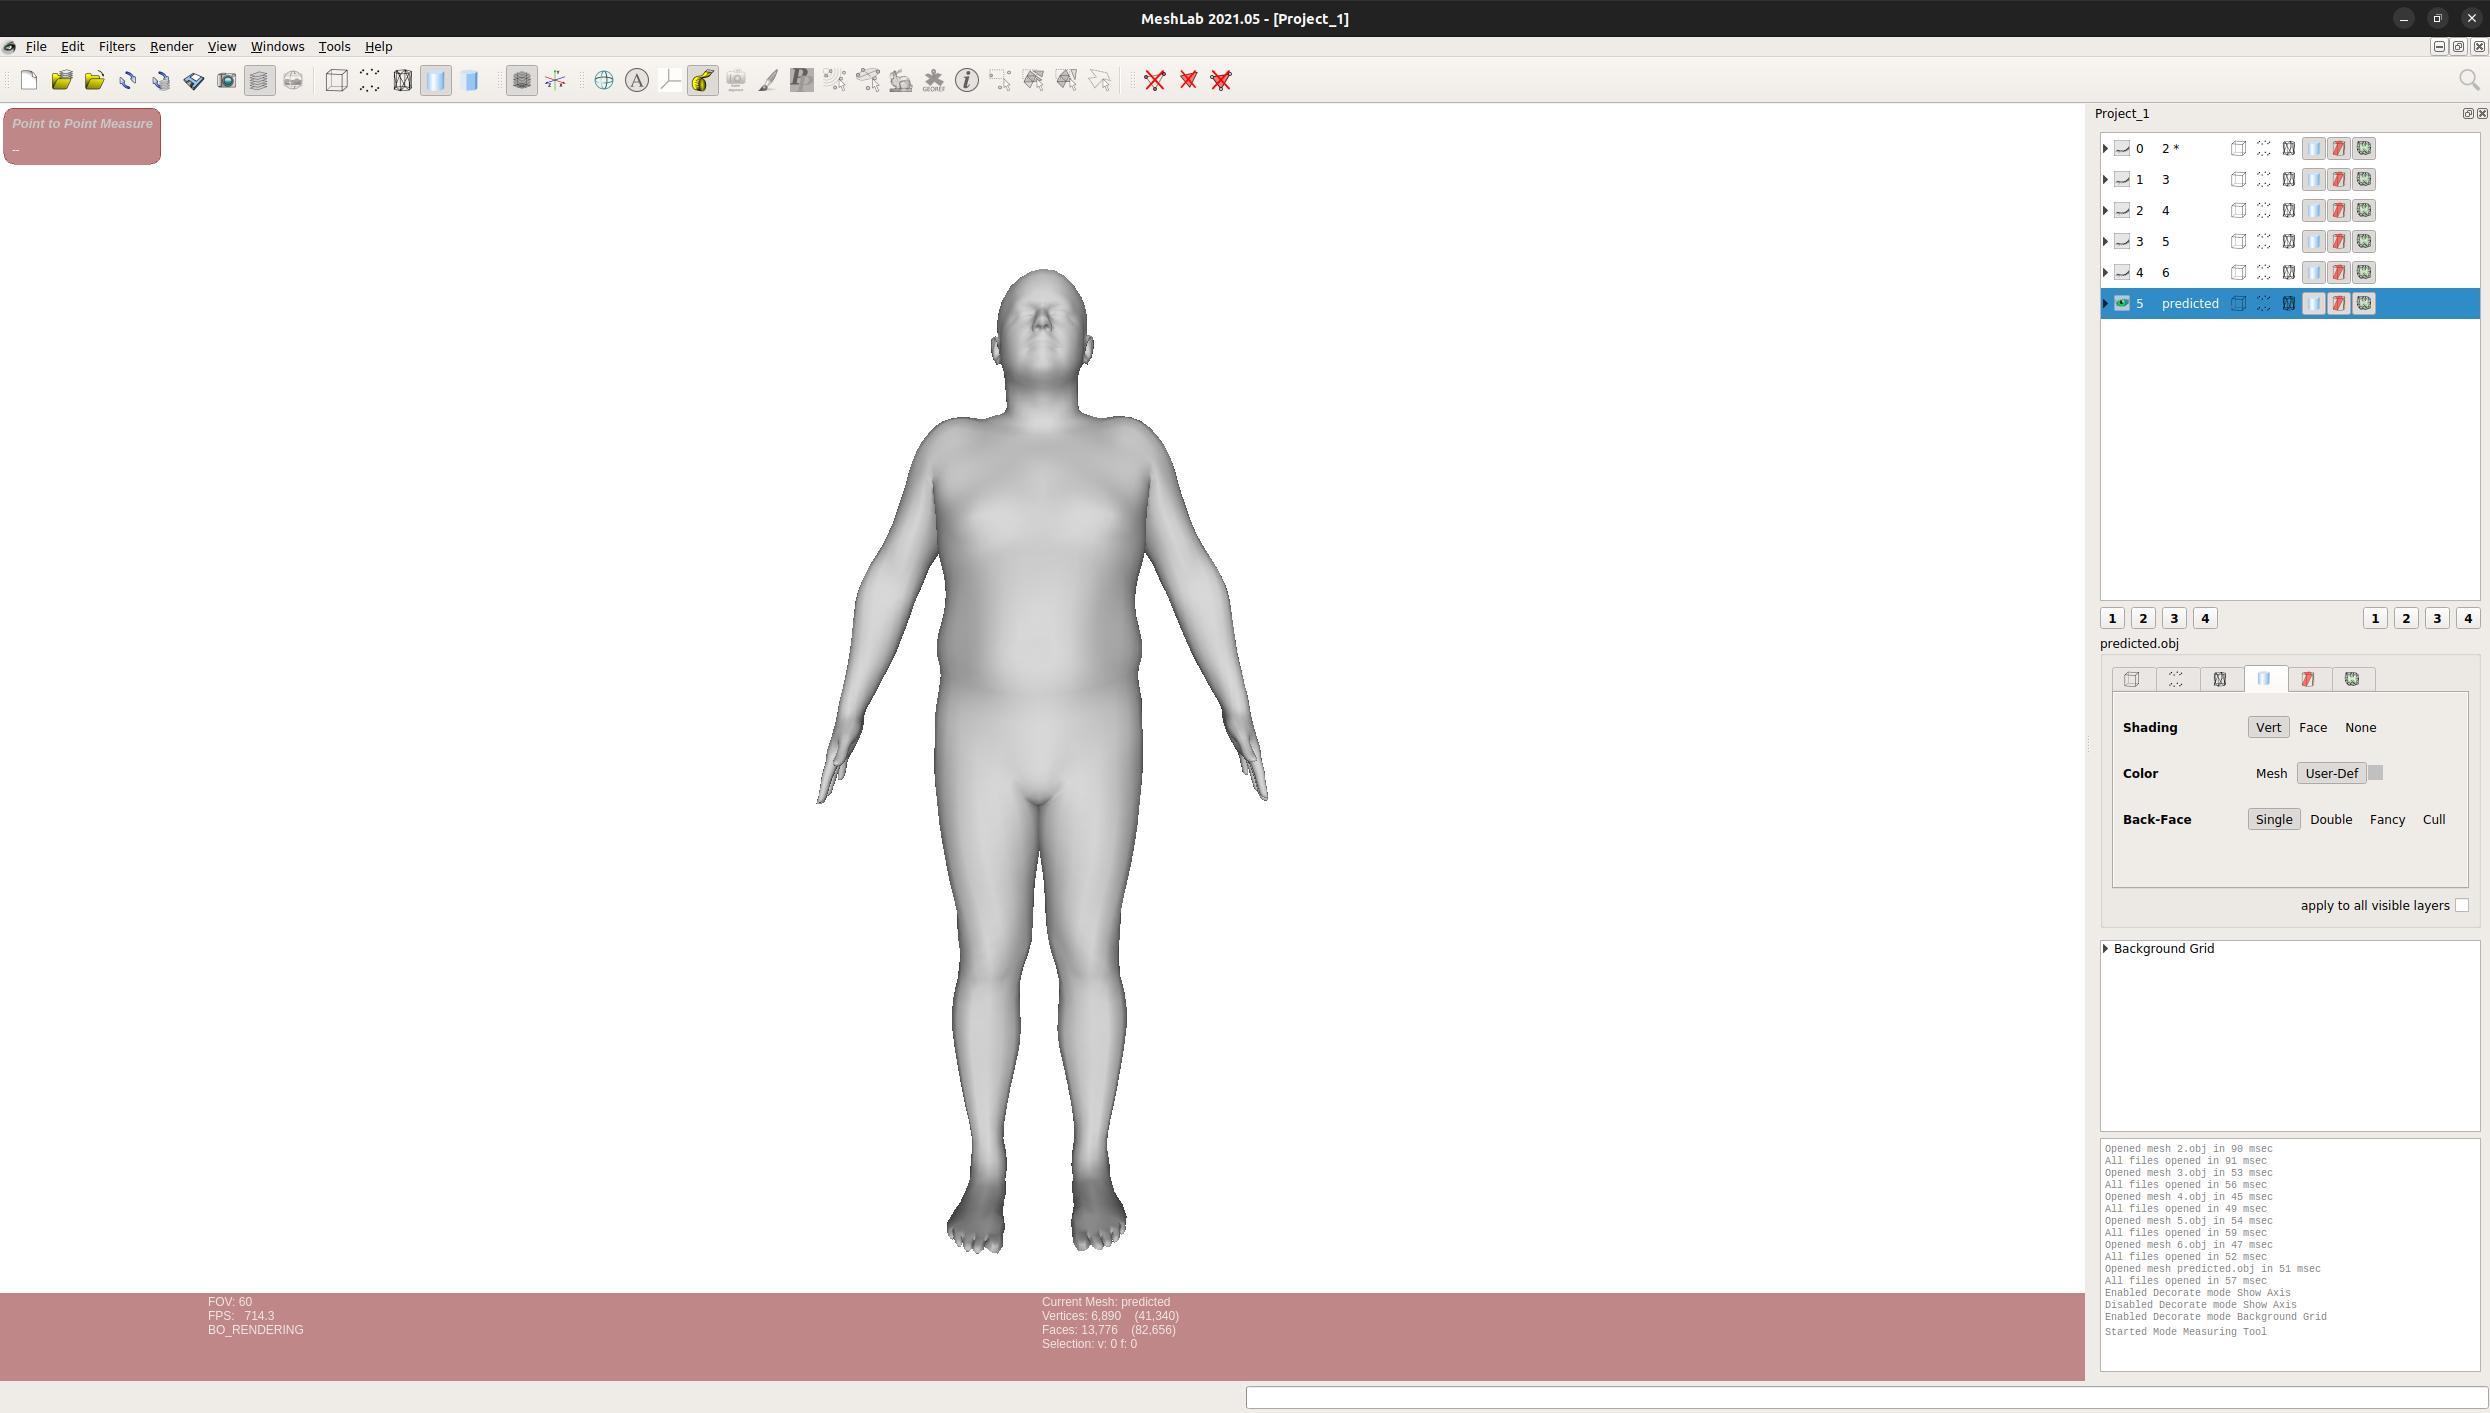 MeshLab 2021.05 - [Project_1]
File Edit Filters Render View Windows Tools Help
A P GEOREF i
Point to Point Measure
--
Project_1
0 2 *
1 3
2 4
3 5
4 6
5 predicted
1 2 3 4 1 2 3 4
predicted.obj
Shading Vert Face None
Color Mesh User-Def
Back-Face Single Double Fancy Cull
apply to all visible layers
Background Grid
Opened mesh 2.obj in 90 msec
All files opened in 91 msec
Opened mesh 3.obj in 53 msec
All files opened in 56 msec
Opened mesh 4.obj in 45 msec
All files opened in 49 msec
Opened mesh 5.obj in 54 msec
All files opened in 59 msec
Opened mesh 6.obj in 47 msec
All files opened in 52 msec
Opened mesh predicted.obj in 51 msec
All files opened in 57 msec
Enabled Decorate mode Show Axis
Disabled Decorate mode Show Axis
Enabled Decorate mode Background Grid
Started Mode Measuring Tool
FOV: 60
FPS: 714.3
BO_RENDERING
Current Mesh: predicted
Vertices: 6,890 (41,340)
Faces: 13,776 (82,656)
Selection: v: 0 f: 0